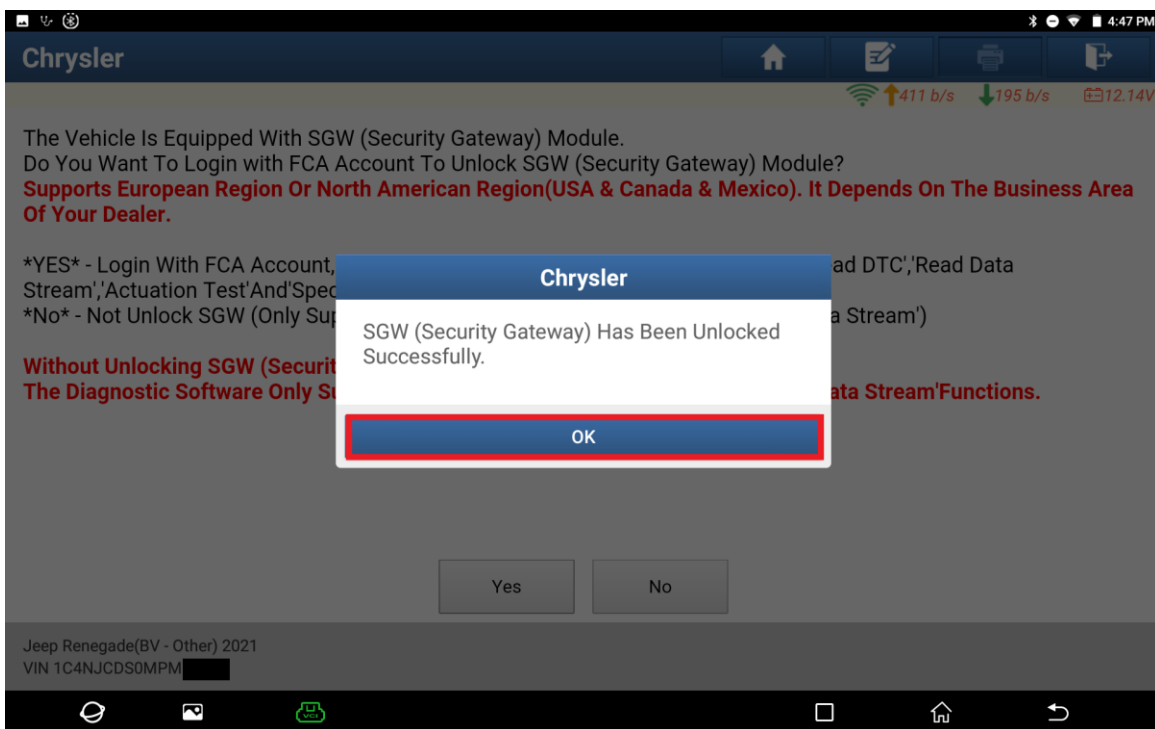 4:47 PM
Chrysler
411 b/s 195 b/s 12.14V
The Vehicle Is Equipped With SGW (Security Gateway) Module.
Do You Want To Login with FCA Account To Unlock SGW (Security Gateway) Module?
Supports European Region Or North American Region(USA & Canada & Mexico). It Depends On The Business Area
Of Your Dealer.
*YES* - Login With FCA Account, ad DTC','Read Data
Stream','Actuation Test'And'Spec
*No* - Not Unlock SGW (Only Sup a Stream')
Without Unlocking SGW (Securit
The Diagnostic Software Only Su ata Stream'Functions.
Chrysler
SGW (Security Gateway) Has Been Unlocked
Successfully.
OK
Yes No
Jeep Renegade(BV - Other) 2021
VIN 1C4NJCDS0MPM
VCI